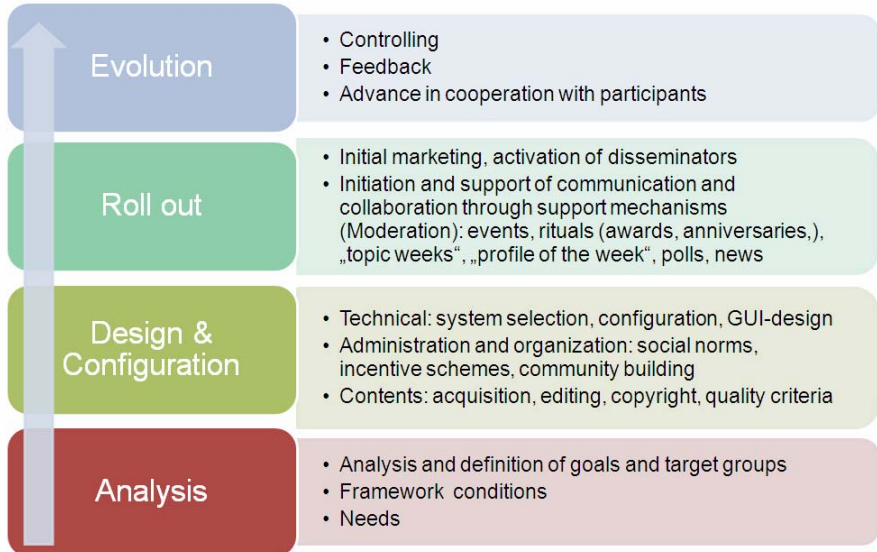 Evolution
• Controlling
• Feedback
• Advance in cooperation with participants
Roll out
• Initial marketing, activation of disseminators
• Initiation and support of communication and
collaboration through support mechanisms
(Moderation): events, rituals (awards, anniversaries,),
„topic weeks“, „profile of the week“, polls, news
Design &
Configuration
• Technical: system selection, configuration, GUI-design
• Administration and organization: social norms,
incentive schemes, community building
• Contents: acquisition, editing, copyright, quality criteria
Analysis
• Analysis and definition of goals and target groups
• Framework conditions
• Needs